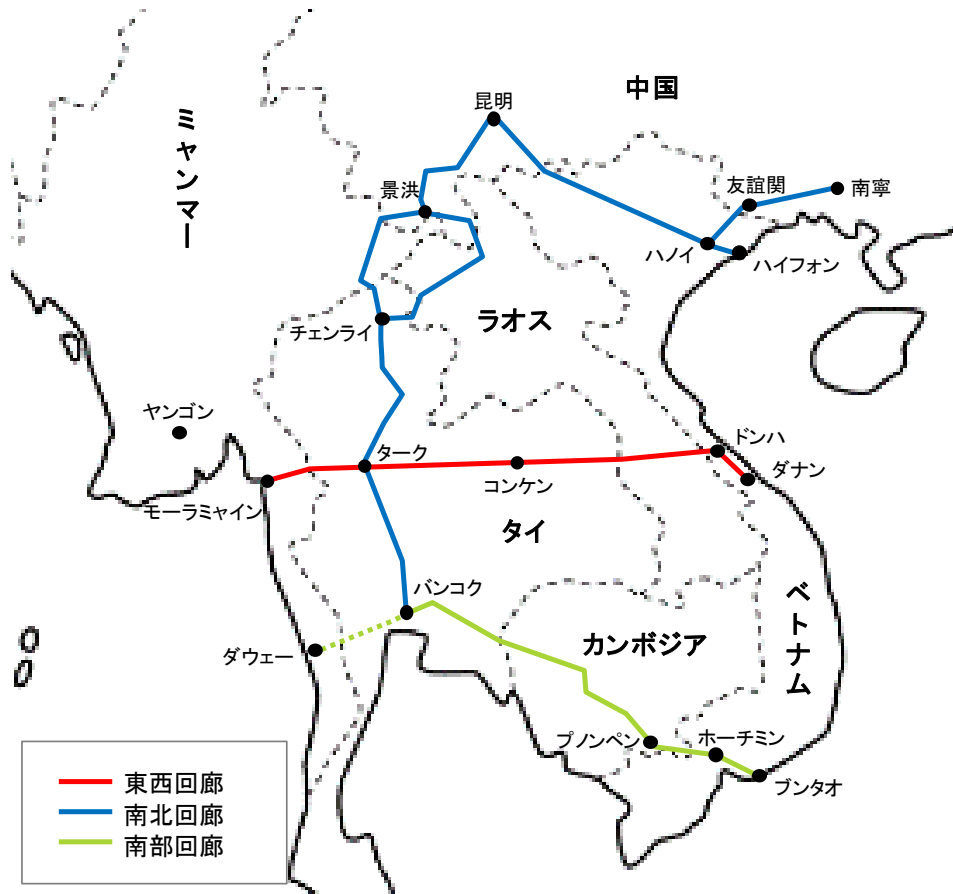 中国
昆明
ミャンマー
景洪
友誼関
南寧
ハノイ
ハイフォン
チェンライ
ラオス
ヤンゴン
ターク
ドンハ
コンケン
ダナン
モーラミャイン
タイ
バンコク
ベトナム
カンボジア
ダウェー
プノンペン
ホーチミン
ブンタオ
東西回廊
南北回廊
南部回廊